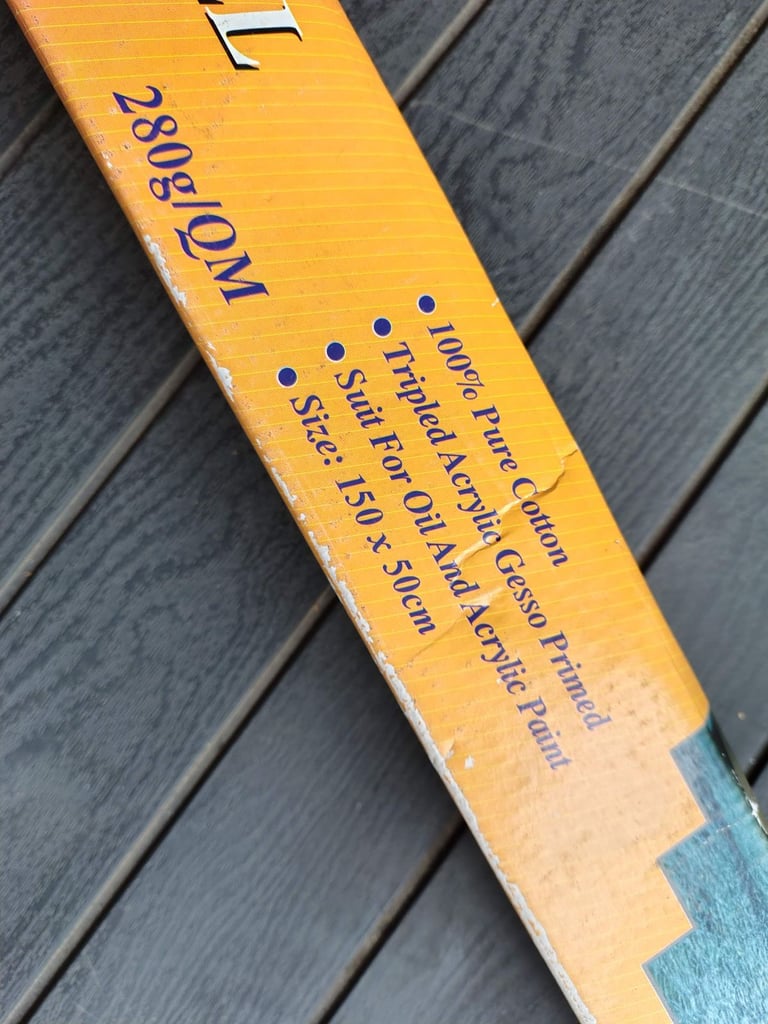 280g/QM
• 100% Pure Cotton
• Tripled Acrylic Gesso Primed
• Suit For Oil And Acrylic Paint
• Size: 150 x 50cm